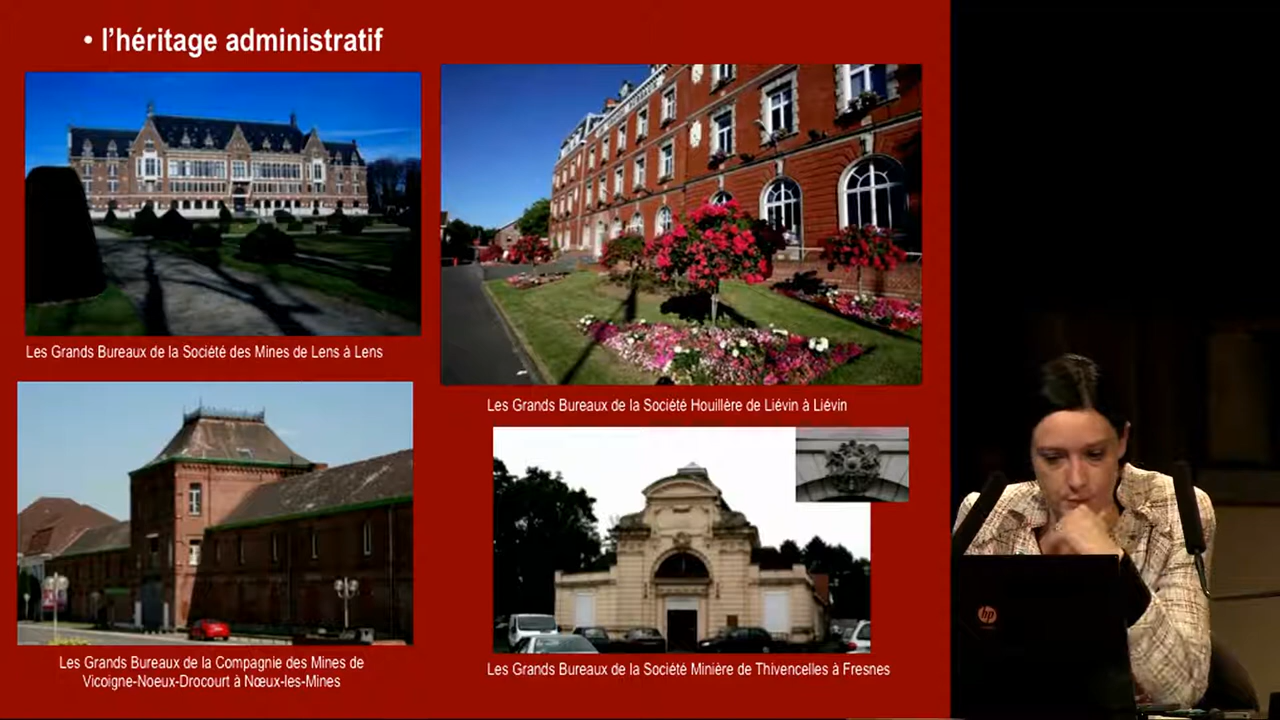 • l'héritage administratif
Les Grands Bureaux de la Société des Mines de Lens à Lens
Les Grands Bureaux de la Société Houillère de Liévin à Liévin
Les Grands Bureaux de la Compagnie des Mines de
Vicoigne-Noeux-Drocourt à Nœux-les-Mines
Les Grands Bureaux de la Société Minière de Thivencelles à Fresnes
hp